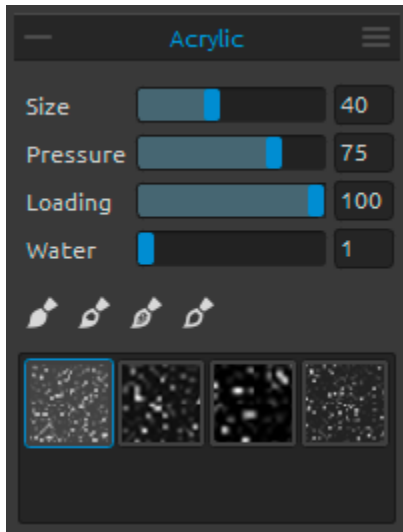 Acrylic
Size 40
Pressure 75
Loading 100
Water 1